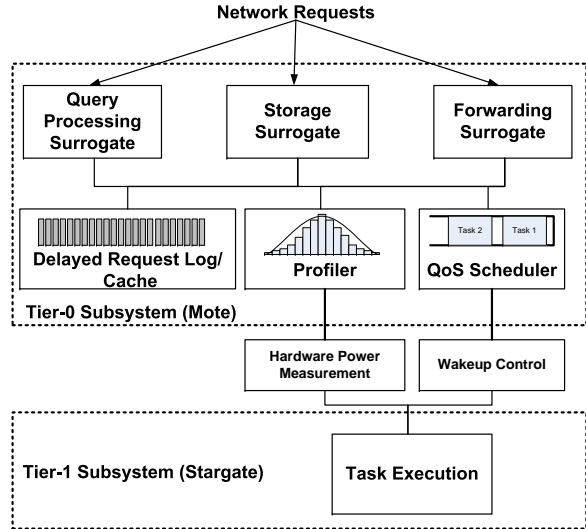 Network Requests
Query
Processing
Surrogate
Storage
Surrogate
Forwarding
Surrogate
Delayed Request Log/
Cache
Profiler
Task 2
Task 1
QoS Scheduler
Tier-0 Subsystem (Mote)
Hardware Power
Measurement
Wakeup Control
Tier-1 Subsystem (Stargate)
Task Execution